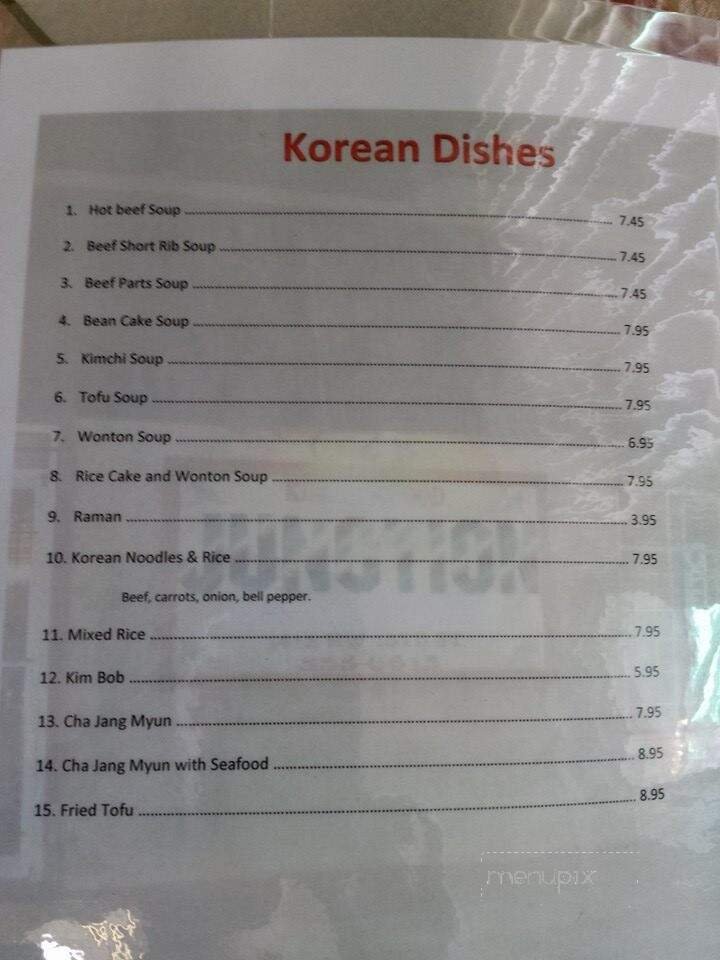 Korean Dishes
1. Hot beef Soup ........ 7.45
2. Beef Short Rib Soup ........ 7.45
3. Beef Parts Soup ........ 7.45
4. Bean Cake Soup ........ 7.95
5. Kimchi Soup ........ 7.95
6. Tofu Soup ........ 7.95
7. Wonton Soup ........ 6.95
8. Rice Cake and Wonton Soup ........ 7.95
9. Raman ........ 3.95
10. Korean Noodles & Rice ........ 7.95
Beef, carrots, onion, bell pepper.
11. Mixed Rice ........ 7.95
12. Kim Bob ........ 5.95
13. Cha Jang Myun ........ 7.95
14. Cha Jang Myun with Seafood ........ 8.95
15. Fried Tofu ........ 8.95
menupix